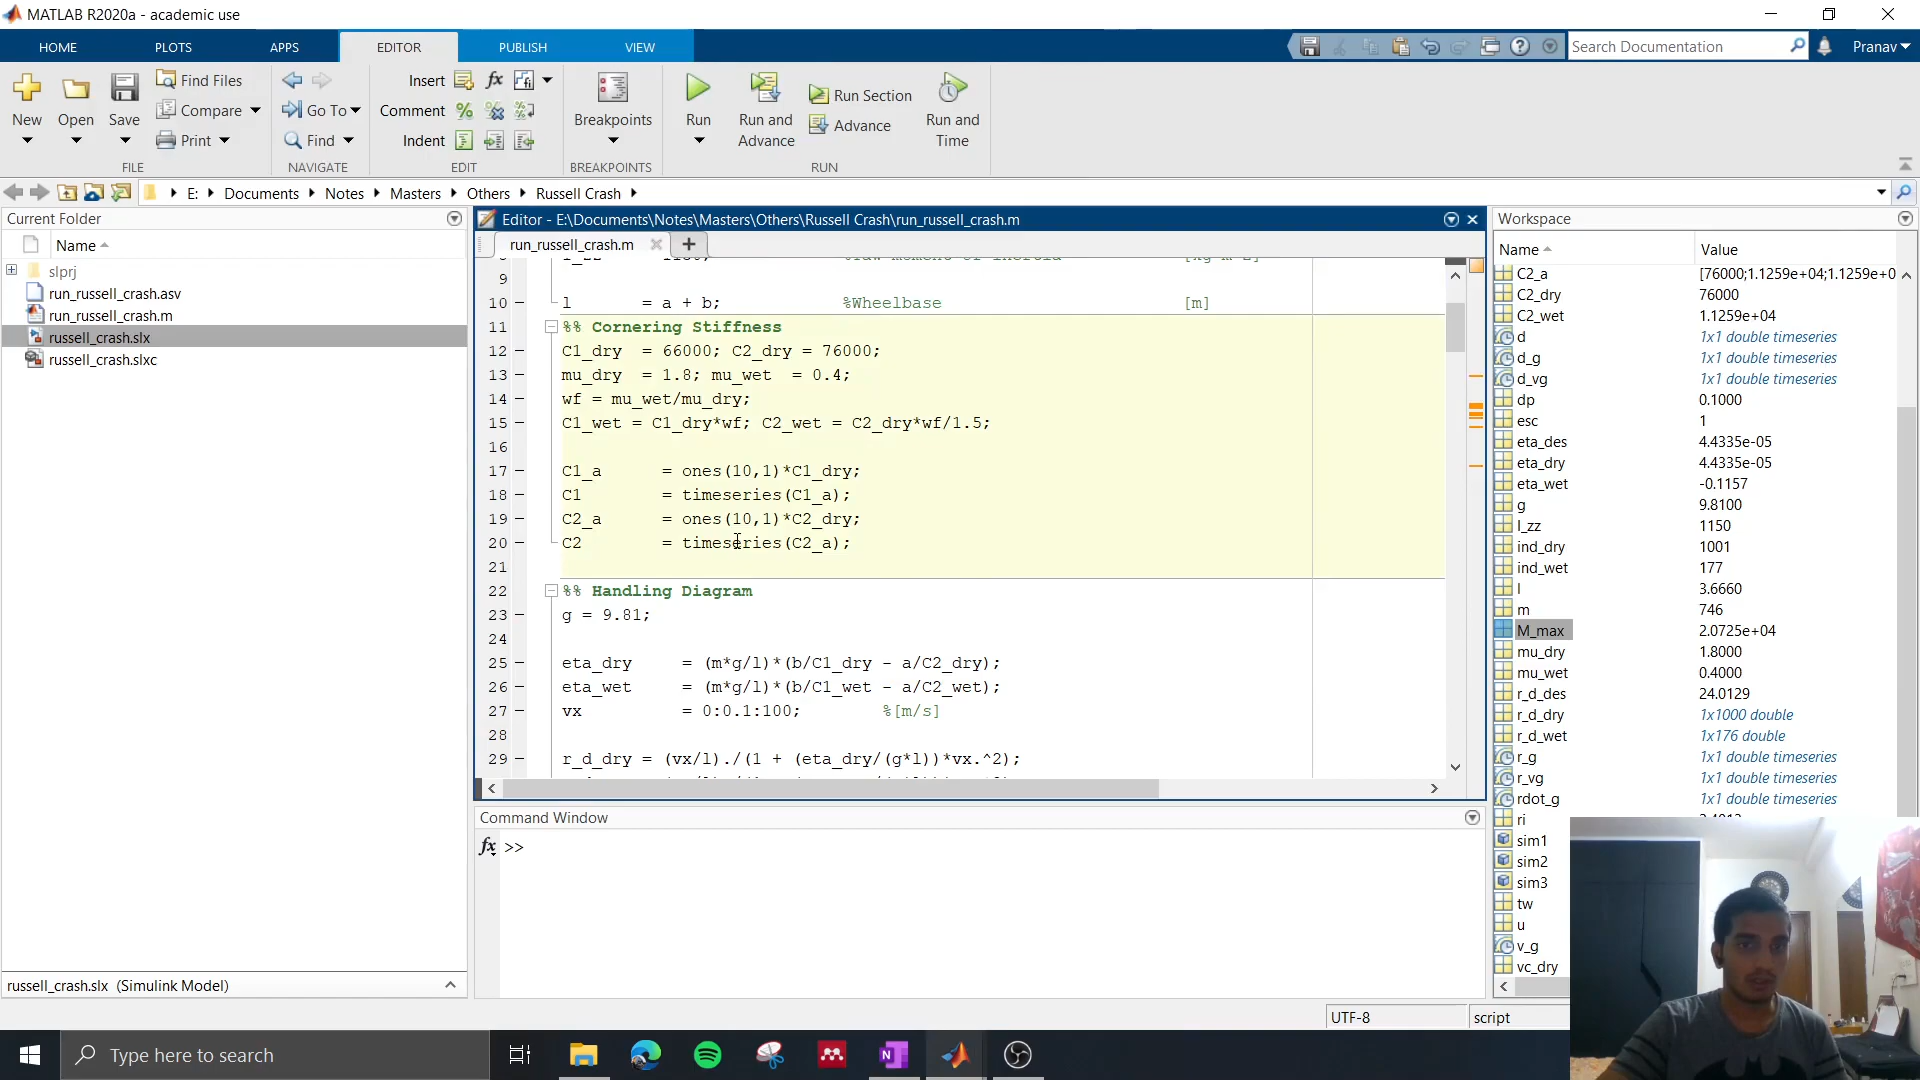 MATLAB R2020a - academic use
HOME
PLOTS
APPS
EDITOR
PUBLISH
VIEW
Search Documentation
Pranav
New
Open
Save
Find Files
Compare
Print
FILE
Go To
Find
NAVIGATE
Insert
fx
Comment
Indent
EDIT
Breakpoints
BREAKPOINTS
Run
Run and
Advance
Run Section
Advance
Run and
Time
RUN
E:
Documents
Notes
Masters
Others
Russell Crash
Current Folder
Name
slprj
run_russell_crash.asv
run_russell_crash.m
russell_crash.slx
russell_crash.slxc
russell_crash.slx (Simulink Model)
Editor - E:\Documents\Notes\Masters\Others\Russell Crash\run_russell_crash.m
run_russell_crash.m
9
10 l = a + b; %Wheelbase [m]
11 %% Cornering Stiffness
12 C1_dry = 66000; C2_dry = 76000;
13 mu_dry = 1.8; mu_wet = 0.4;
14 wf = mu_wet/mu_dry;
15 C1_wet = C1_dry*wf; C2_wet = C2_dry*wf/1.5;
16
17 C1_a = ones(10,1)*C1_dry;
18 C1 = timeseries(C1_a);
19 C2_a = ones(10,1)*C2_dry;
20 C2 = timeseries(C2_a);
21
22 %% Handling Diagram
23 g = 9.81;
24
25 eta_dry = (m*g/l)*(b/C1_dry - a/C2_dry);
26 eta_wet = (m*g/l)*(b/C1_wet - a/C2_wet);
27 vx = 0:0.1:100; %[m/s]
28
29 r_d_dry = (vx/l)./(1 + (eta_dry/(g*l))*vx.^2);
Command Window
fx >>
Workspace
Name Value
C2_a [76000;1.1259e+04;1.1259e+0
C2_dry 76000
C2_wet 1.1259e+04
d 1x1 double timeseries
d_g 1x1 double timeseries
d_vg 1x1 double timeseries
dp 0.1000
esc 1
eta_des 4.4335e-05
eta_dry 4.4335e-05
eta_wet -0.1157
g 9.8100
I_zz 1150
ind_dry 1001
ind_wet 177
l 3.6660
m 746
M_max 2.0725e+04
mu_dry 1.8000
mu_wet 0.4000
r_d_des 24.0129
r_d_dry 1x1000 double
r_d_wet 1x176 double
r_g 1x1 double timeseries
r_vg 1x1 double timeseries
rdot_g 1x1 double timeseries
ri
sim1
sim2
sim3
tw
u
v_g
vc_dry
UTF-8
script
Type here to search